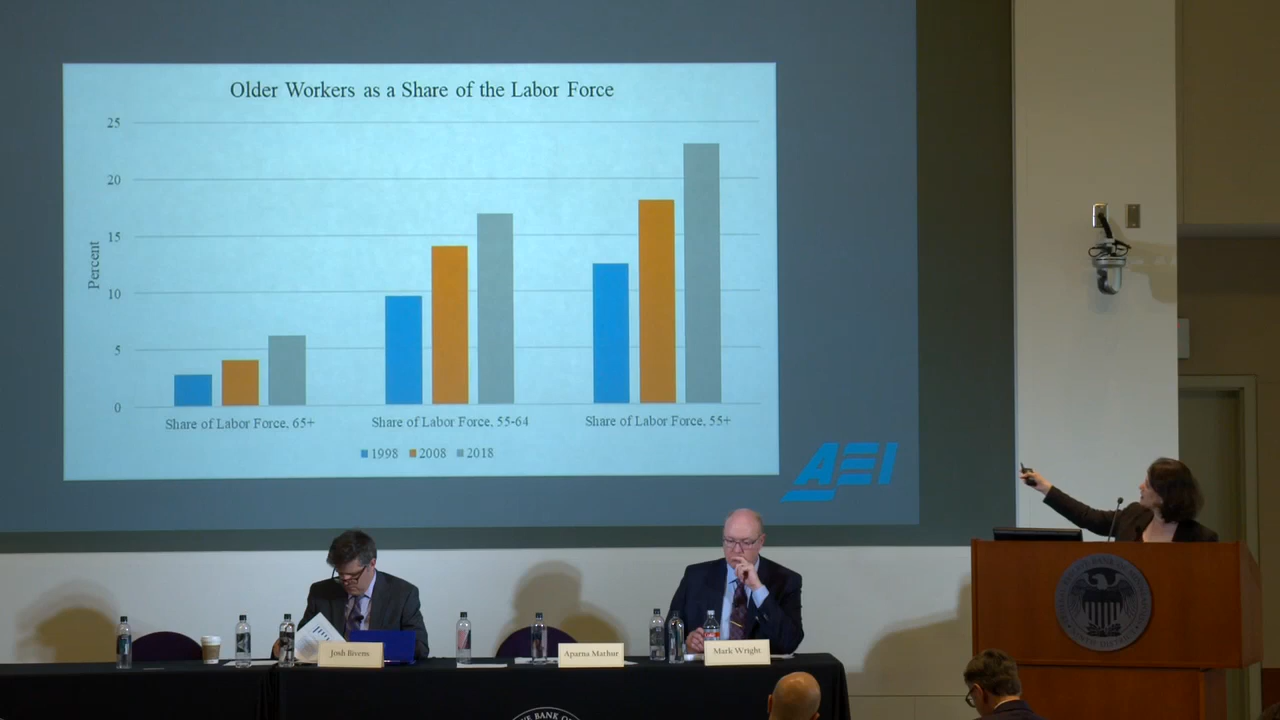 Older Workers as a Share of the Labor Force
25
20
15
10
5
0
Percent
Share of Labor Force, 65+
Share of Labor Force, 55-64
Share of Labor Force, 55+
1998 2008 2018
AEI
Josh Bivens
Aparna Mathur
Mark Wright
BANK OF